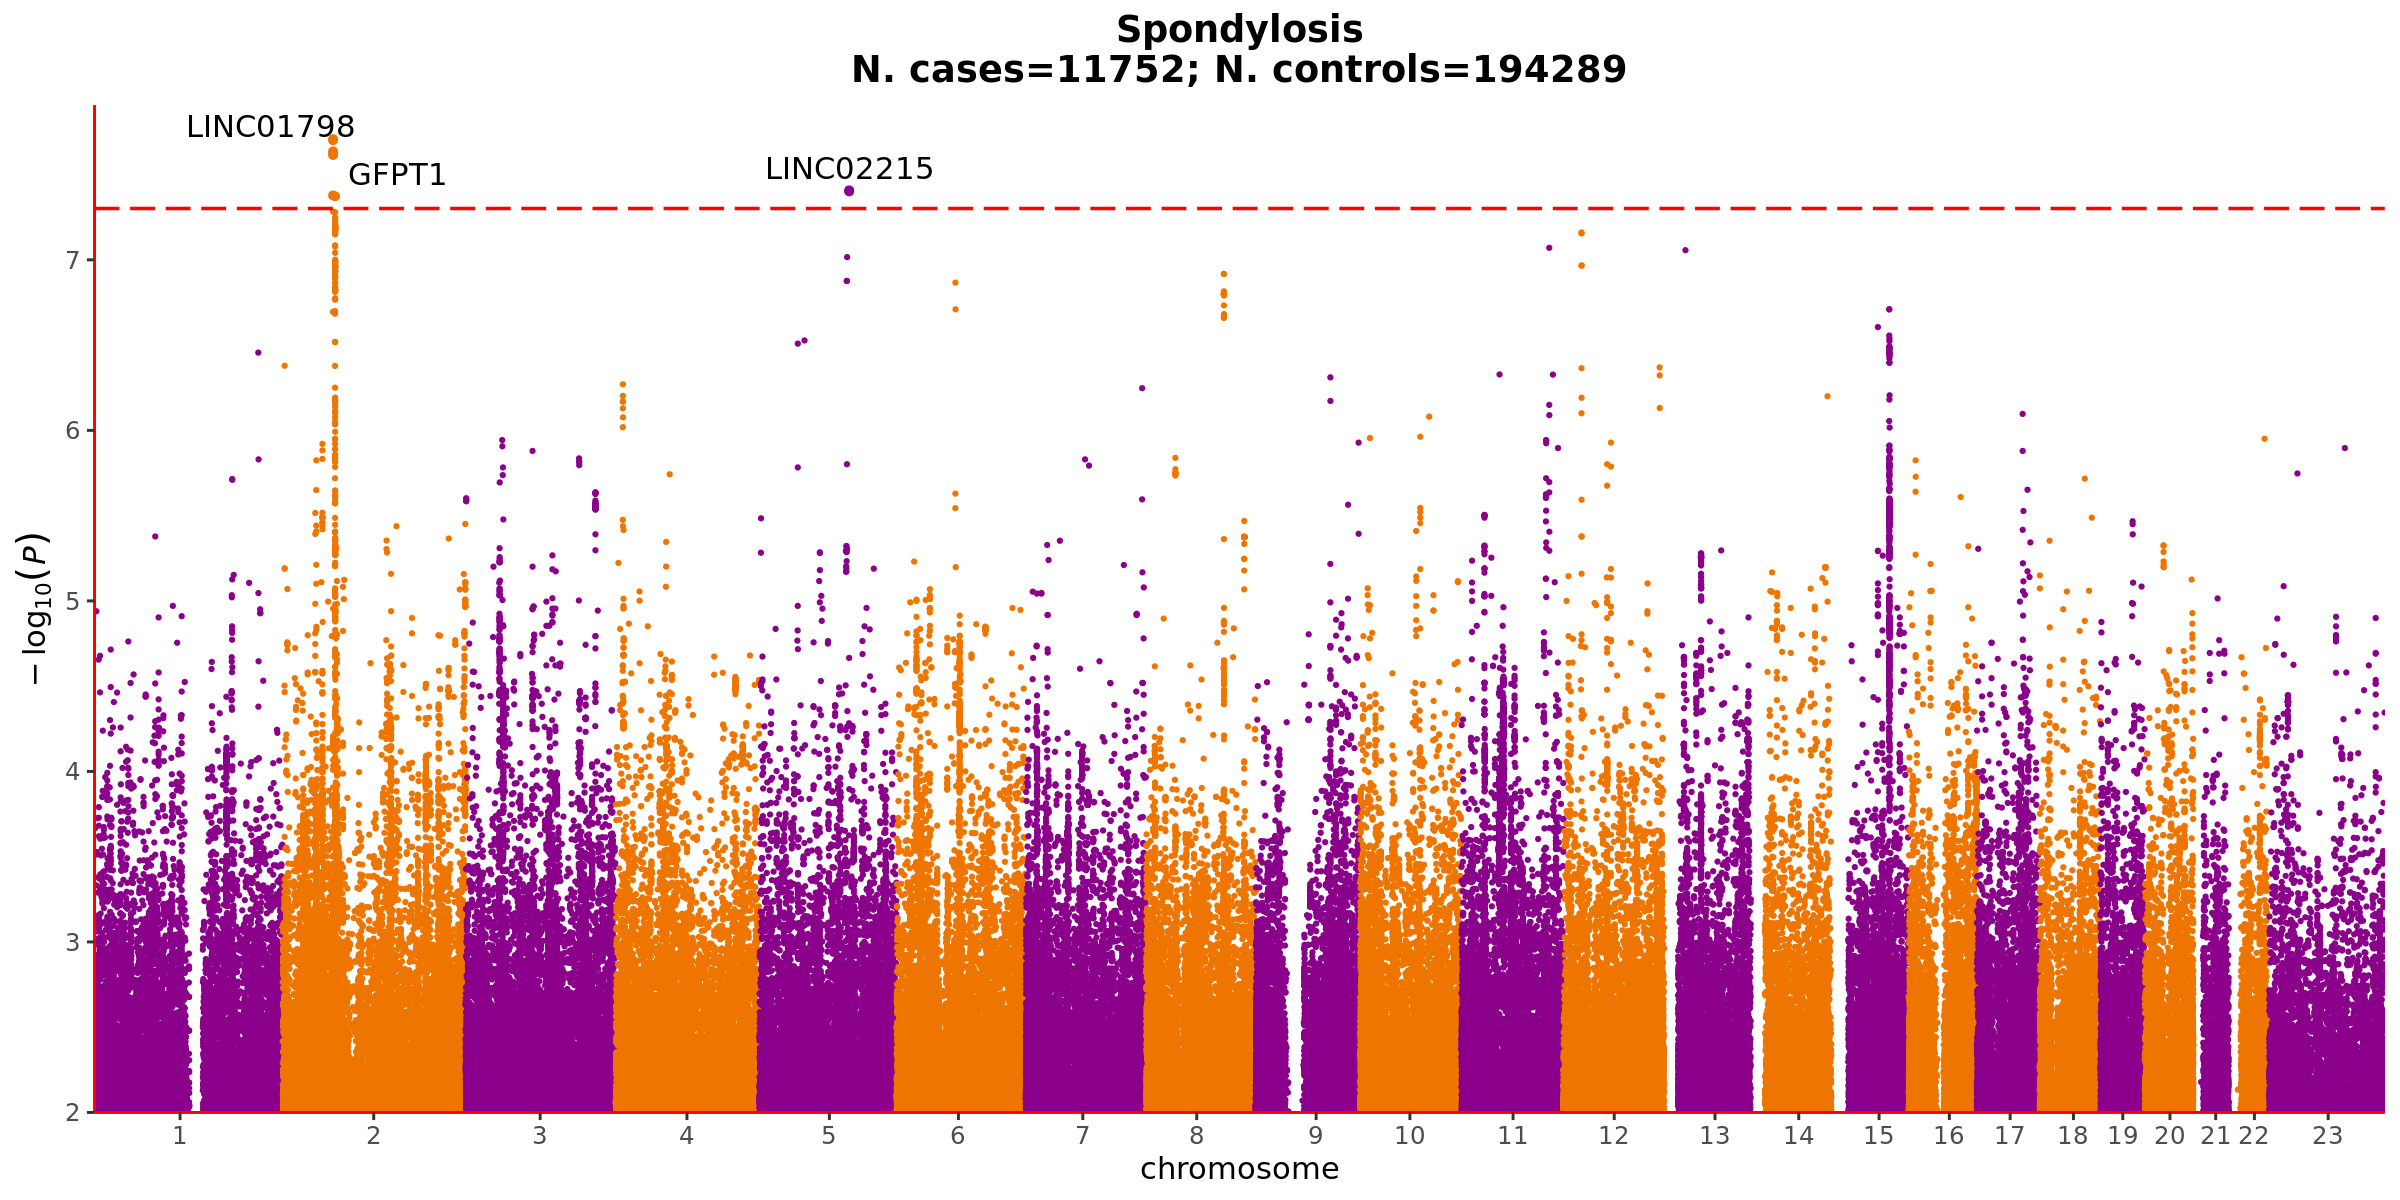 Spondylosis
N. cases=11752; N. controls=194289
LINC01798
GFPT1
LINC02215
7
6
5
4
3
2
−log10(P)
1 2 3 4 5 6 7 8 9 10 11 12 13 14 15 16 17 18 19 20 21 22 23
chromosome